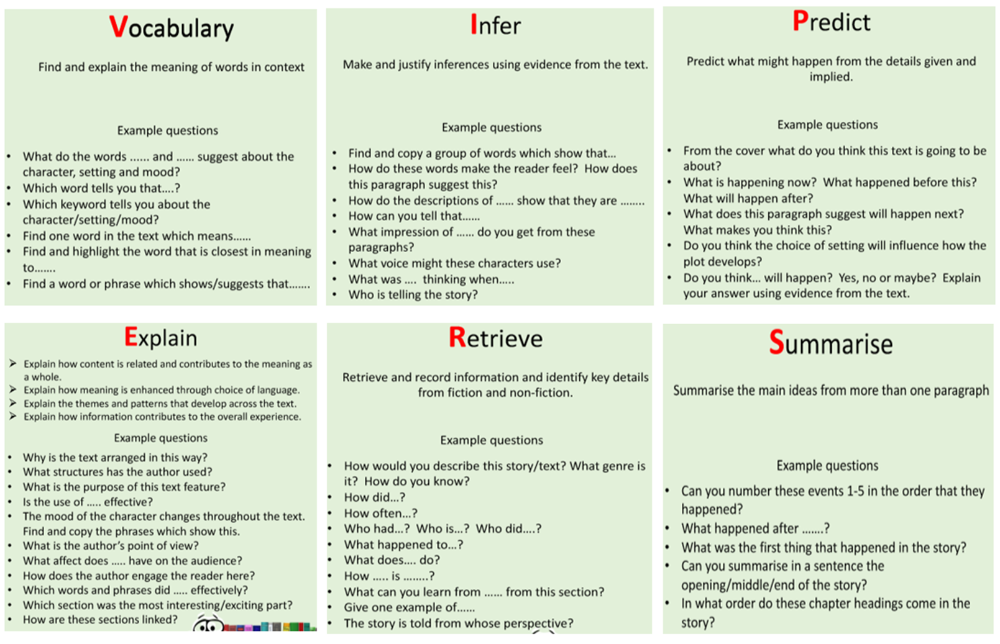 Vocabulary
Find and explain the meaning of words in context
Example questions
• What do the words ...... and ...... suggest about the
character, setting and mood?
• Which word tells you that....?
• Which keyword tells you about the
character/setting/mood?
• Find one word in the text which means......
• Find and highlight the word that is closest in meaning
to.......
• Find a word or phrase which shows/suggests that.......
Infer
Make and justify inferences using evidence from the text.
Example questions
• Find and copy a group of words which show that...
• How do these words make the reader feel? How does
this paragraph suggest this?
• How do the descriptions of ...... show that they are ........
• How can you tell that......
• What impression of ...... do you get from these
paragraphs?
• What voice might these characters use?
• What was .... thinking when.....
• Who is telling the story?
Predict
Predict what might happen from the details given and
implied.
Example questions
• From the cover what do you think this text is going to be
about?
• What is happening now? What happened before this?
What will happen after?
• What does this paragraph suggest will happen next?
What makes you think this?
• Do you think the choice of setting will influence how the
plot develops?
• Do you think... will happen? Yes, no or maybe? Explain
your answer using evidence from the text.
Explain
➢ Explain how content is related and contributes to the meaning as
a whole.
➢ Explain how meaning is enhanced through choice of language.
➢ Explain the themes and patterns that develop across the text.
➢ Explain how information contributes to the overall experience.
Example questions
• Why is the text arranged in this way?
• What structures has the author used?
• What is the purpose of this text feature?
• Is the use of ..... effective?
• The mood of the character changes throughout the text.
Find and copy the phrases which show this.
• What is the author's point of view?
• What affect does ..... have on the audience?
• How does the author engage the reader here?
• Which words and phrases did ..... effectively?
• Which section was the most interesting/exciting part?
• How are these sections linked?
Retrieve
Retrieve and record information and identify key details
from fiction and non-fiction.
Example questions
• How would you describe this story/text? What genre is
it? How do you know?
• How did...?
• How often...?
• Who had...? Who is...? Who did....?
• What happened to...?
• What does.... do?
• How ..... is ........?
• What can you learn from ...... from this section?
• Give one example of......
• The story is told from whose perspective?
Summarise
Summarise the main ideas from more than one paragraph
Example questions
• Can you number these events 1-5 in the order that they
happened?
• What happened after .......?
• What was the first thing that happened in the story?
• Can you summarise in a sentence the
opening/middle/end of the story?
• In what order do these chapter headings come in the
story?